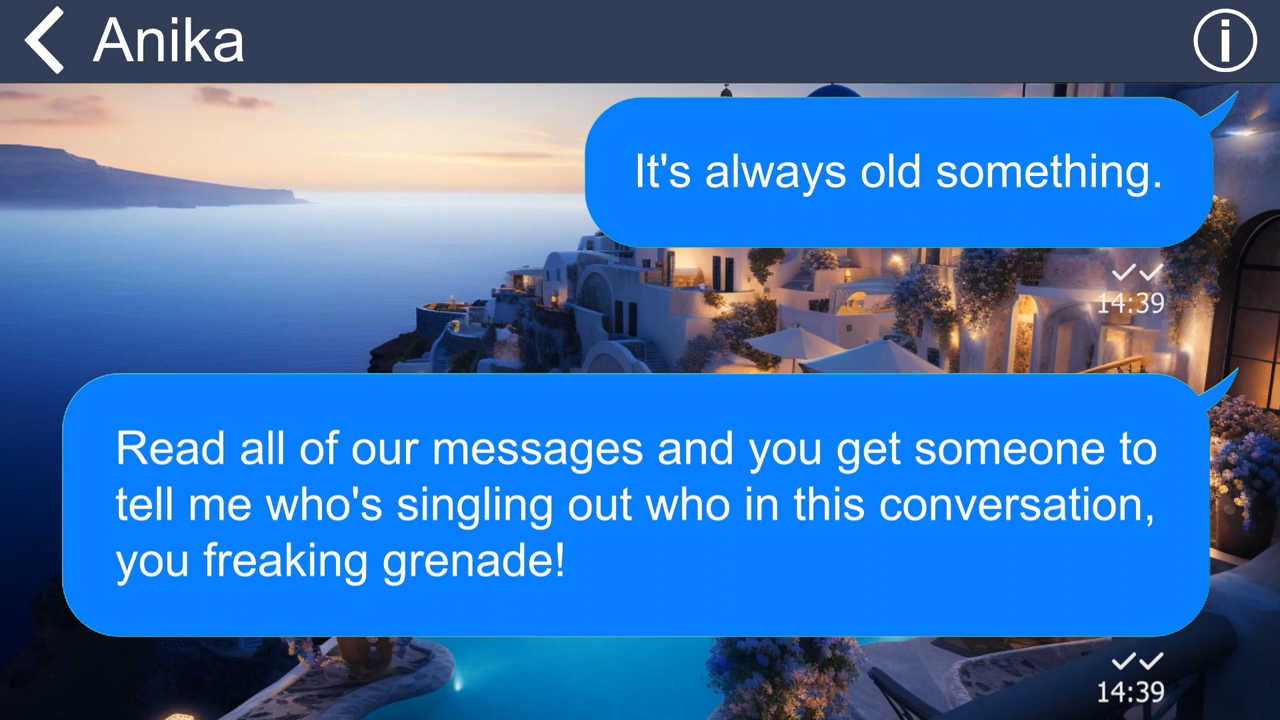 Anika
It's always old something.
14:39
Read all of our messages and you get someone to
tell me who's singling out who in this conversation,
you freaking grenade!
14:39